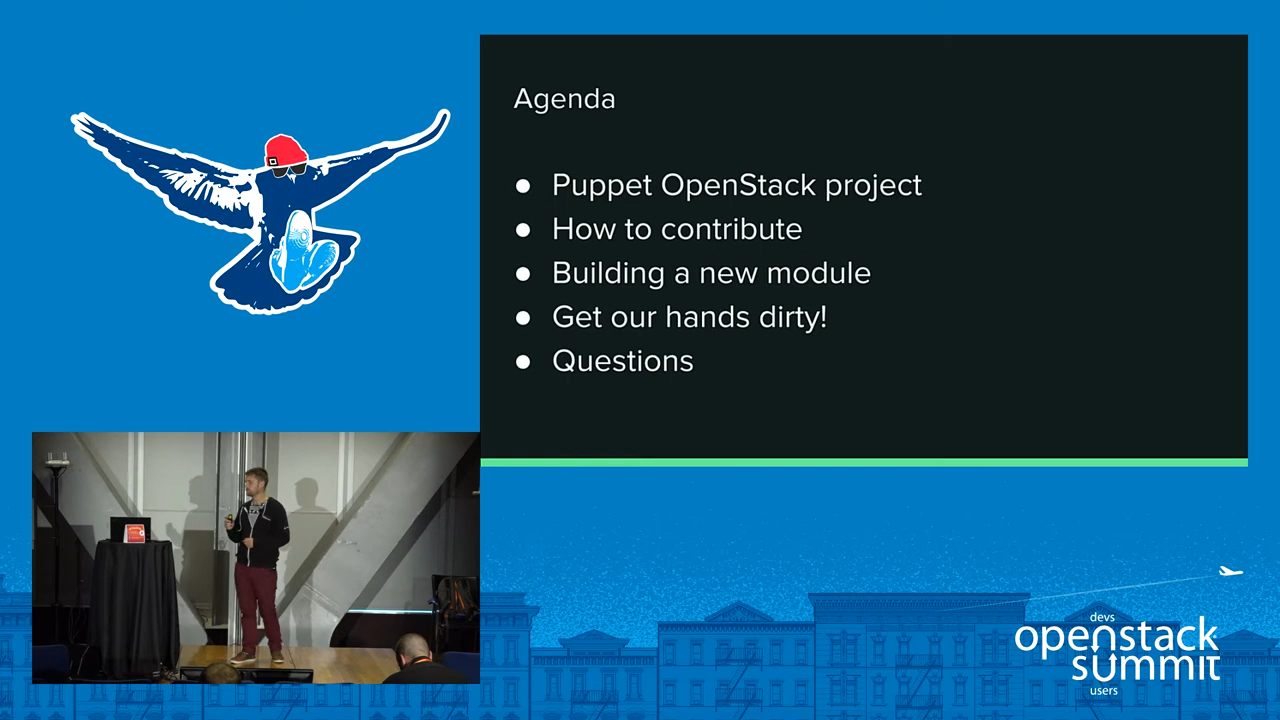 Agenda
● Puppet OpenStack project
● How to contribute
● Building a new module
● Get our hands dirty!
● Questions
devs
openstack
summit
users